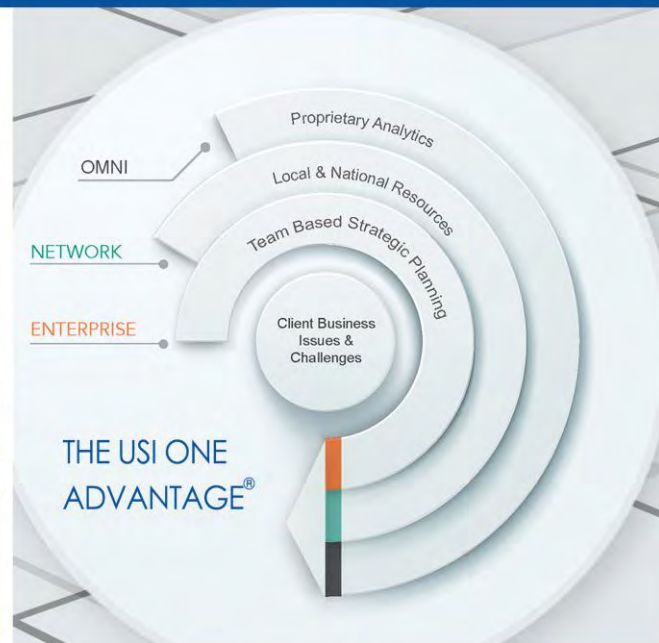 OMNI
NETWORK
ENTERPRISE
Proprietary Analytics
Local & National Resources
Team Based Strategic Planning
Client Business
Issues &
Challenges
THE USI ONE
ADVANTAGE®